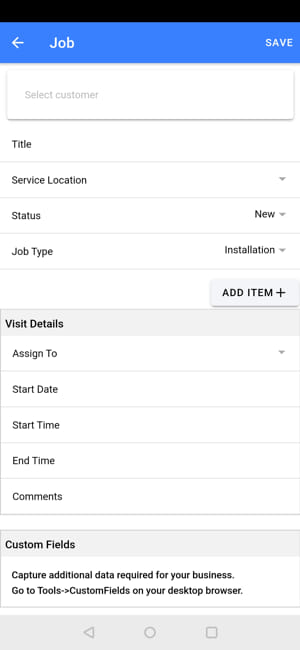 Job
SAVE
Select customer
Title
Service Location
Status
New
Job Type
Installation
ADD ITEM+
Visit Details
Assign To
Start Date
Start Time
End Time
Comments
Custom Fields
Capture additional data required for your business.
Go to Tools->CustomFields on your desktop browser.